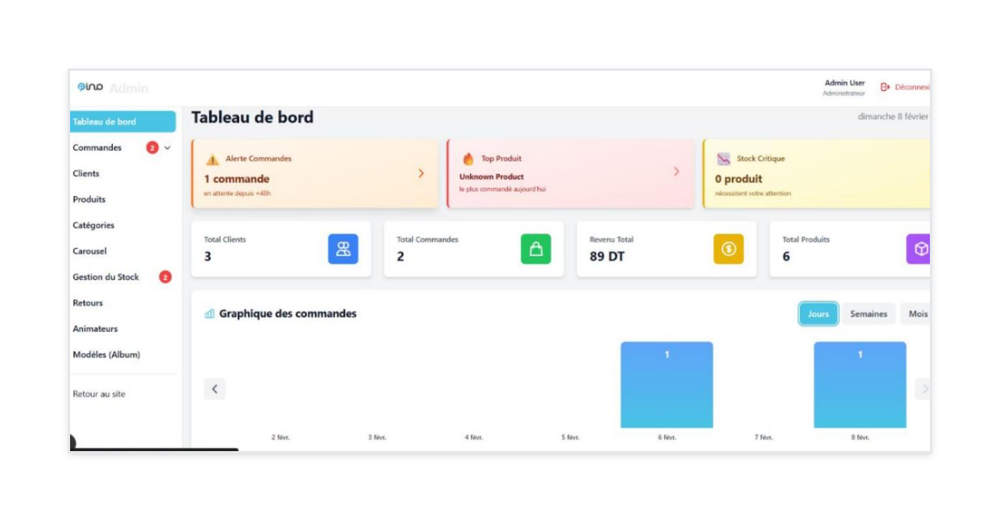 pino Admin
Admin User
Administrateur
Déconnexi
Tableau de bord
Commandes 2
Clients
Produits
Catégories
Carousel
Gestion du Stock 2
Retours
Animateurs
Modèles (Album)
Retour au site
Tableau de bord
dimanche 8 février
Alerte Commandes
1 commande
en attente depuis +48h
Top Produit
Unknown Product
le plus commandé aujourd'hui
Stock Critique
0 produit
nécessitent votre attention
Total Clients
3
Total Commandes
2
Revenu Total
89 DT
Total Produits
6
Graphique des commandes
Jours Semaines Mois
1 1
2 févr. 3 févr. 4 févr. 5 févr. 6 févr. 7 févr. 8 févr.